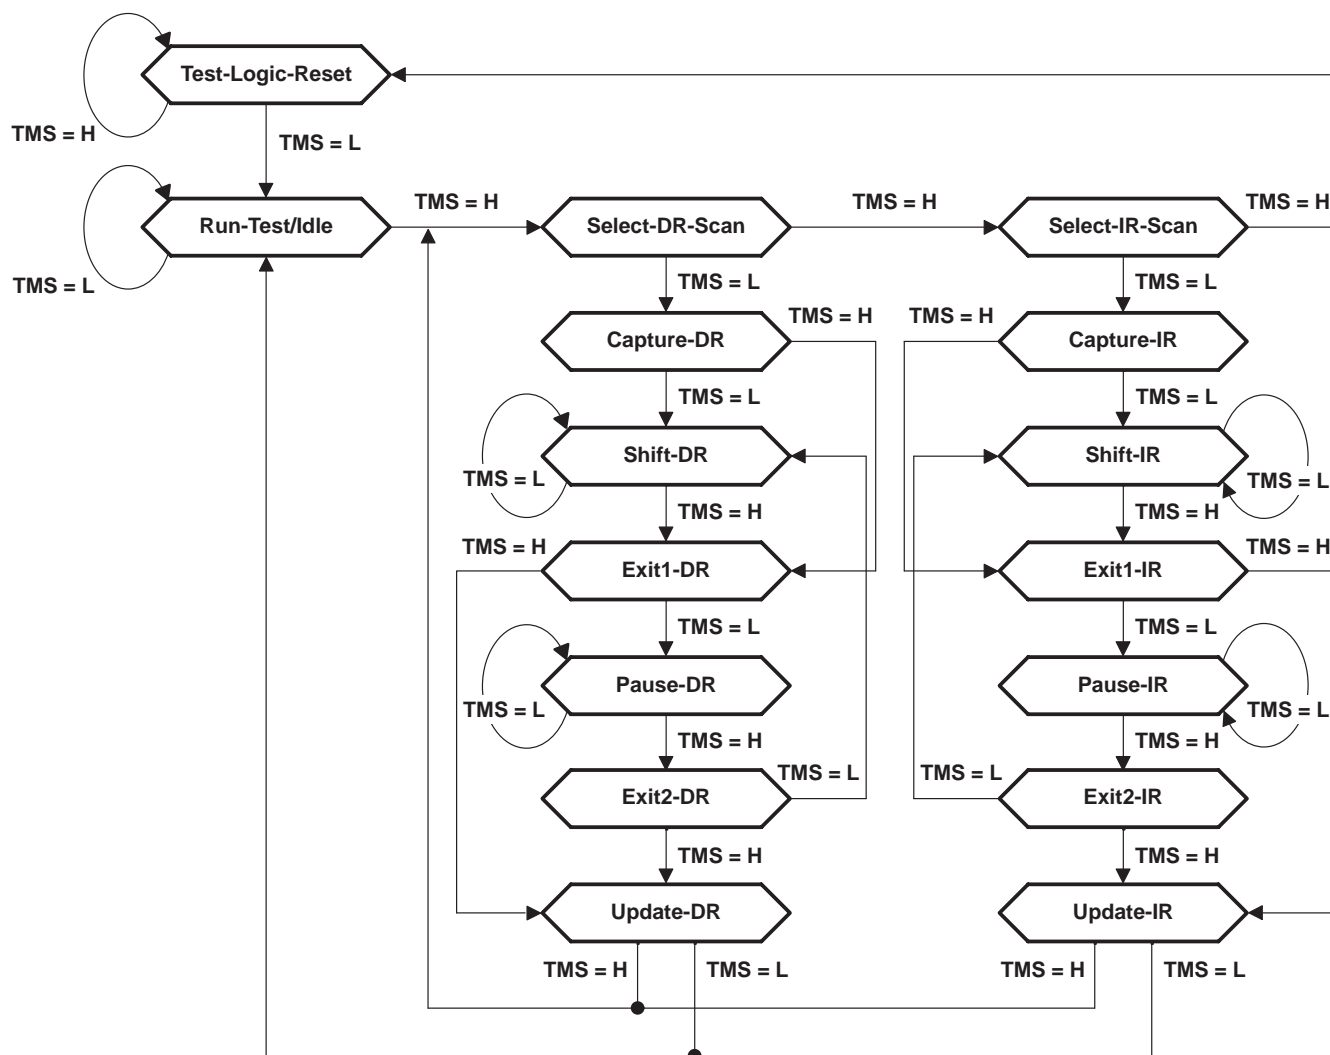 Test-Logic-Reset
TMS = H
TMS = L
Run-Test/Idle
TMS = H
Select-DR-Scan
TMS = H
Select-IR-Scan
TMS = H
TMS = L
TMS = L
TMS = L
Capture-DR
TMS = H
TMS = H
Capture-IR
TMS = L
TMS = L
Shift-DR
Shift-IR
TMS = L
TMS = L
TMS = H
TMS = H
TMS = H
Exit1-DR
Exit1-IR
TMS = H
TMS = L
TMS = L
Pause-DR
Pause-IR
TMS = L
TMS = L
TMS = H
TMS = H
Exit2-DR
TMS = L
TMS = L
Exit2-IR
TMS = H
TMS = H
Update-DR
Update-IR
TMS = H
TMS = L
TMS = H
TMS = L